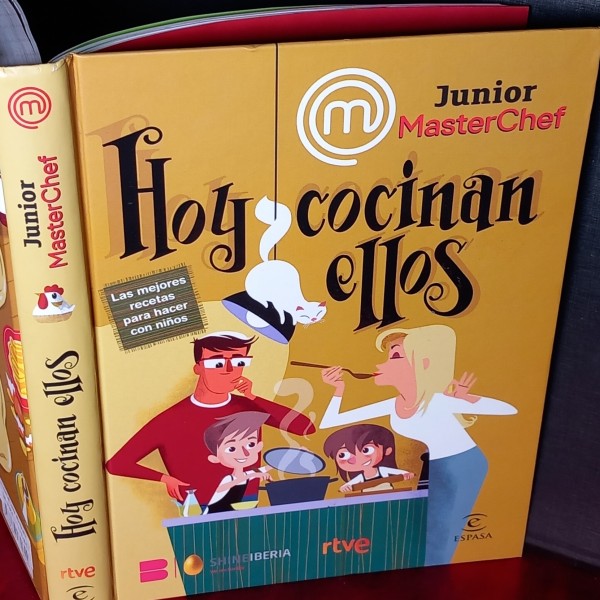 Junior
MasterChef
Hoy cocinan
ellos
Las mejores
recetas
para hacer
con niños
SHINEIBERIA
rtve
ESPASA
Junior
MasterChef
Hoy cocinan ellos
rtve